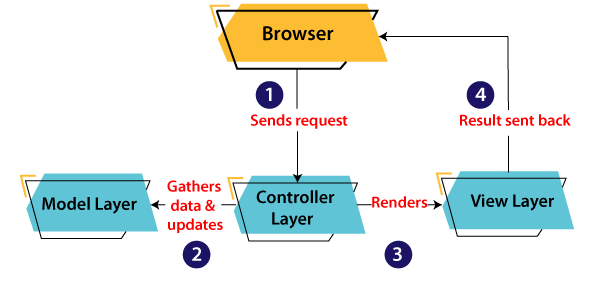 Browser
1
Sends request
4
Result sent back
Model Layer
Gathers
data &
updates
2
Controller
Layer
Renders
3
View Layer